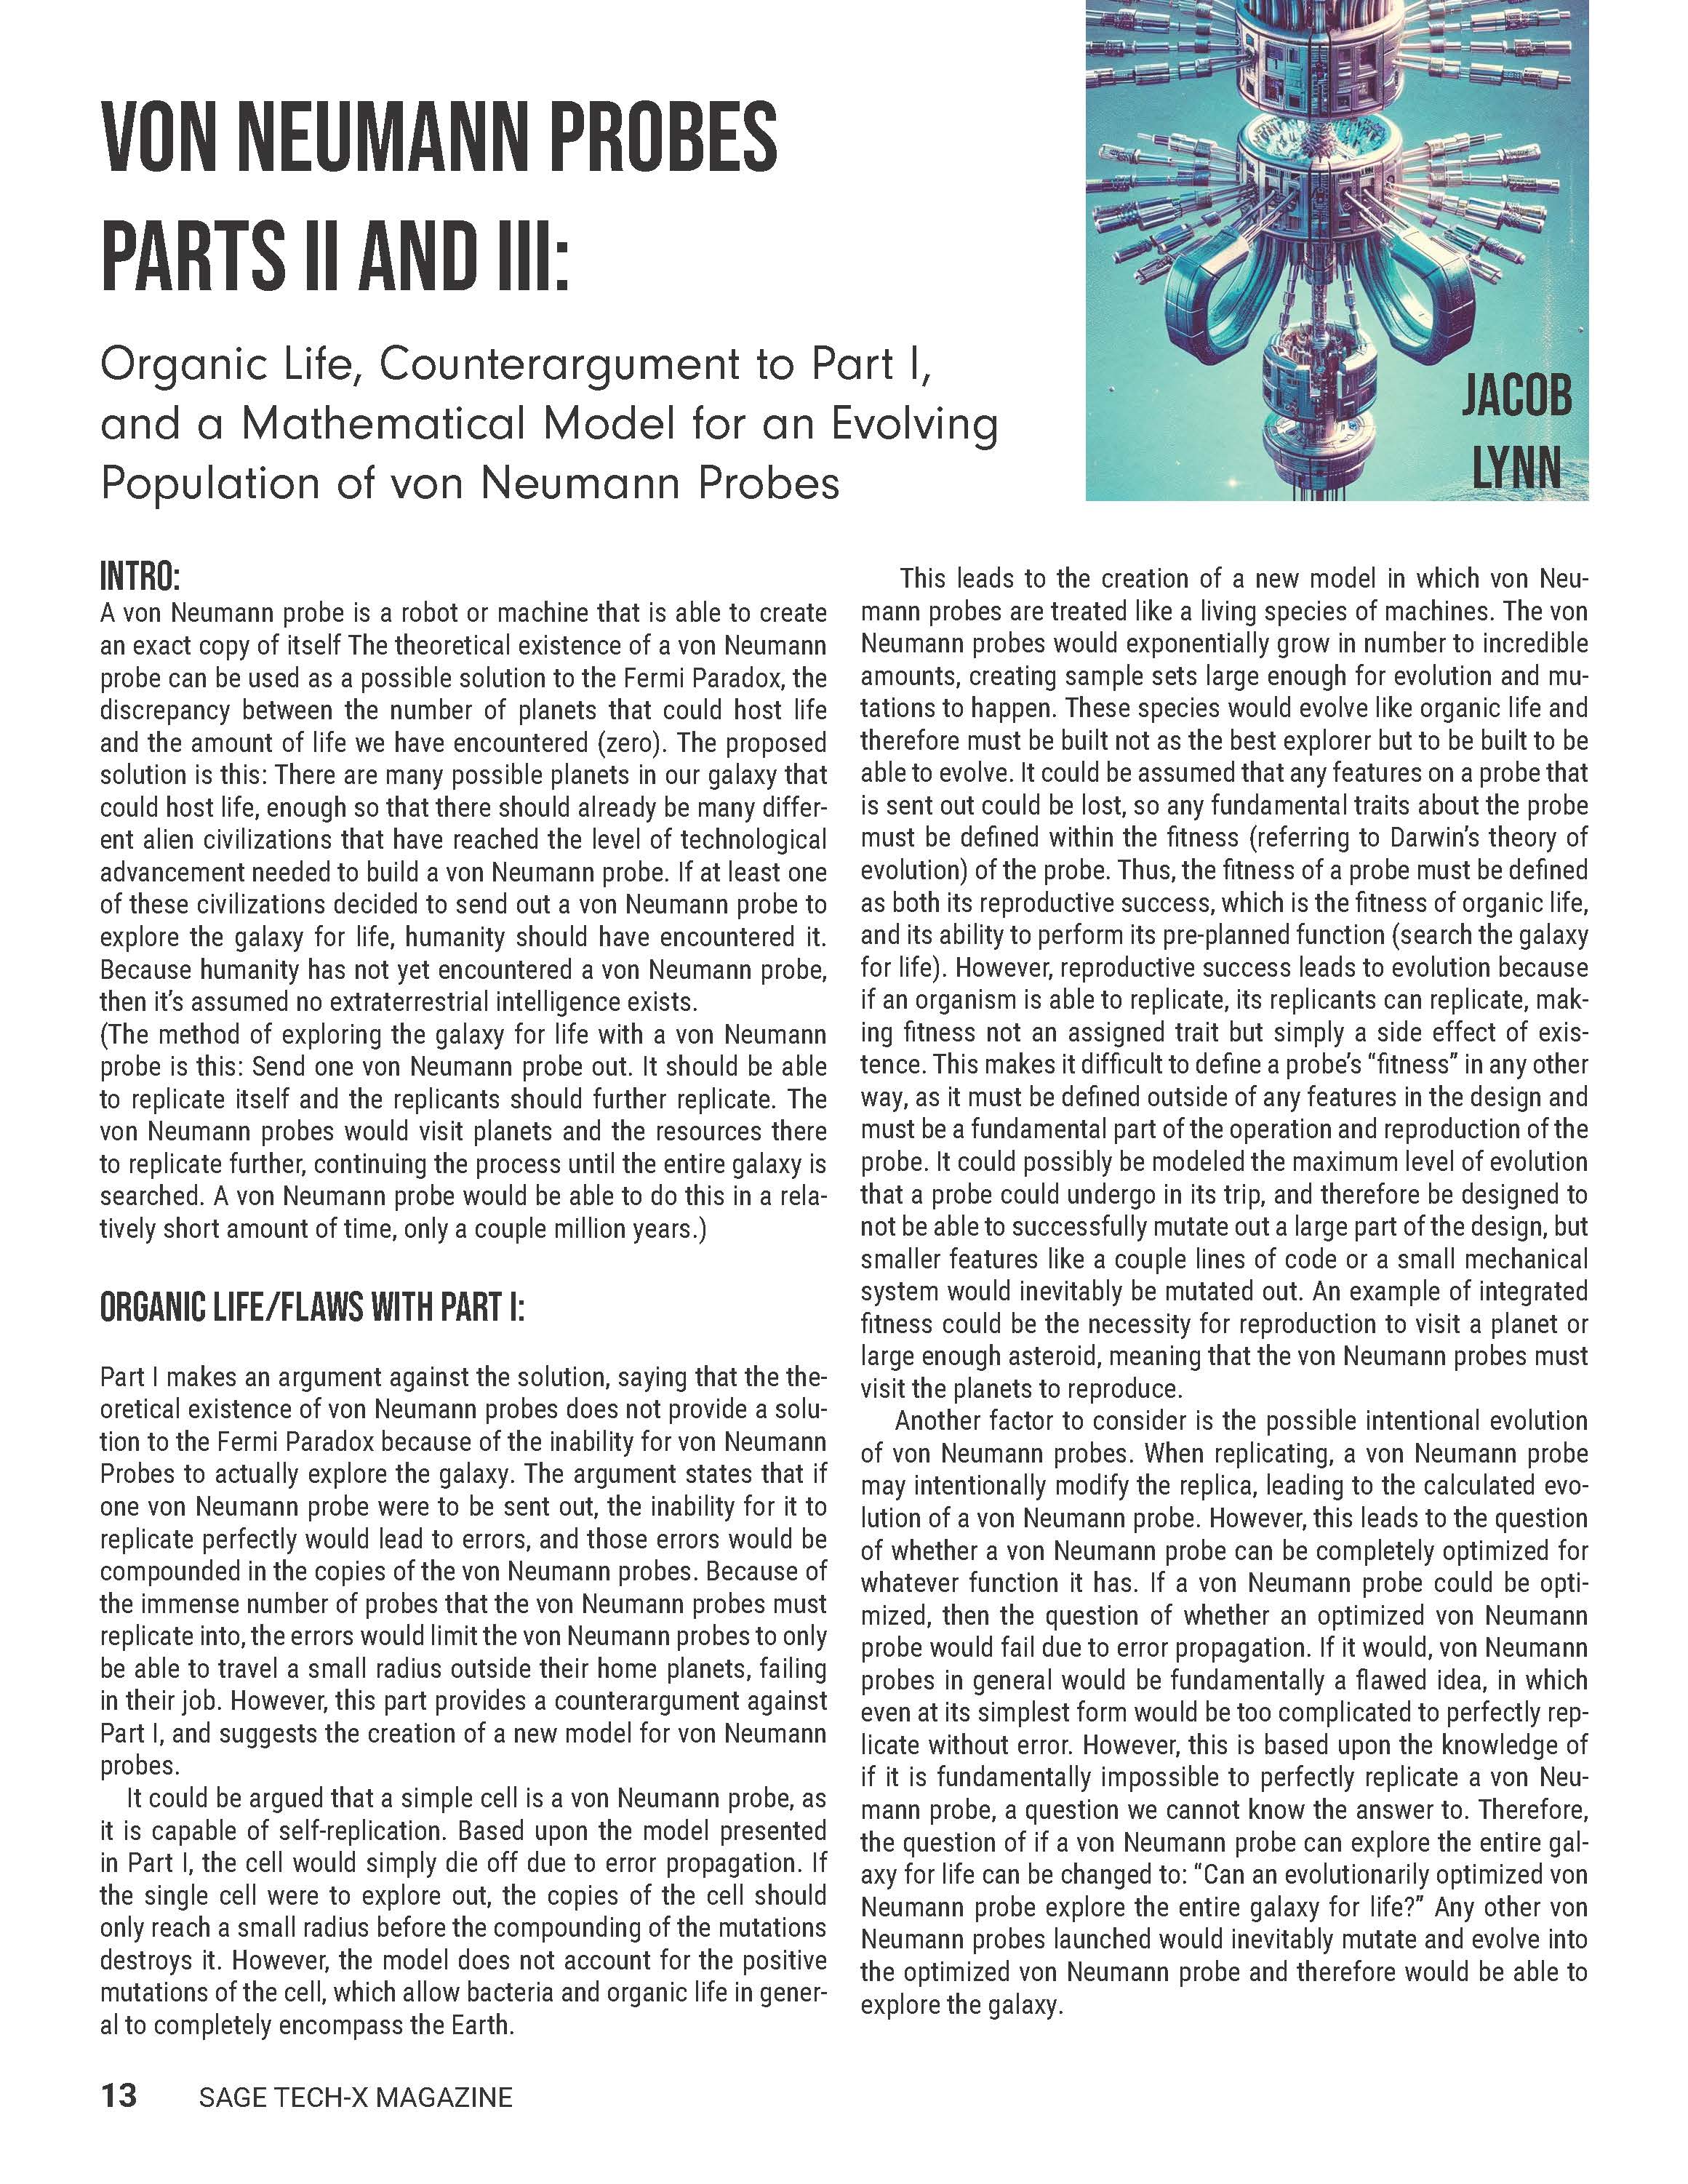 VON NEUMANN PROBES
PARTS II AND III:
Organic Life, Counterargument to Part I,
and a Mathematical Model for an Evolving
Population of von Neumann Probes
JACOB
LYNN
INTRO:
A von Neumann probe is a robot or machine that is able to create
an exact copy of itself The theoretical existence of a von Neumann
probe can be used as a possible solution to the Fermi Paradox, the
discrepancy between the number of planets that could host life
and the amount of life we have encountered (zero). The proposed
solution is this: There are many possible planets in our galaxy that
could host life, enough so that there should already be many differ-
ent alien civilizations that have reached the level of technological
advancement needed to build a von Neumann probe. If at least one
of these civilizations decided to send out a von Neumann probe to
explore the galaxy for life, humanity should have encountered it.
Because humanity has not yet encountered a von Neumann probe,
then it's assumed no extraterrestrial intelligence exists.
(The method of exploring the galaxy for life with a von Neumann
probe is this: Send one von Neumann probe out. It should be able
to replicate itself and the replicants should further replicate. The
von Neumann probes would visit planets and the resources there
to replicate further, continuing the process until the entire galaxy is
searched. A von Neumann probe would be able to do this in a rela-
tively short amount of time, only a couple million years.)
ORGANIC LIFE/FLAWS WITH PART I:
Part I makes an argument against the solution, saying that the the-
oretical existence of von Neumann probes does not provide a solu-
tion to the Fermi Paradox because of the inability for von Neumann
Probes to actually explore the galaxy. The argument states that if
one von Neumann probe were to be sent out, the inability for it to
replicate perfectly would lead to errors, and those errors would be
compounded in the copies of the von Neumann probes. Because of
the immense number of probes that the von Neumann probes must
replicate into, the errors would limit the von Neumann probes to only
be able to travel a small radius outside their home planets, failing
in their job. However, this part provides a counterargument against
Part I, and suggests the creation of a new model for von Neumann
probes.
It could be argued that a simple cell is a von Neumann probe, as
it is capable of self-replication. Based upon the model presented
in Part I, the cell would simply die off due to error propagation. If
the single cell were to explore out, the copies of the cell should
only reach a small radius before the compounding of the mutations
destroys it. However, the model does not account for the positive
mutations of the cell, which allow bacteria and organic life in gener-
al to completely encompass the Earth.
This leads to the creation of a new model in which von Neu-
mann probes are treated like a living species of machines. The von
Neumann probes would exponentially grow in number to incredible
amounts, creating sample sets large enough for evolution and mu-
tations to happen. These species would evolve like organic life and
therefore must be built not as the best explorer but to be built to be
able to evolve. It could be assumed that any features on a probe that
is sent out could be lost, so any fundamental traits about the probe
must be defined within the fitness (referring to Darwin's theory of
evolution) of the probe. Thus, the fitness of a probe must be defined
as both its reproductive success, which is the fitness of organic life,
and its ability to perform its pre-planned function (search the galaxy
for life). However, reproductive success leads to evolution because
if an organism is able to replicate, its replicants can replicate, mak-
ing fitness not an assigned trait but simply a side effect of exis-
tence. This makes it difficult to define a probe's “fitness” in any other
way, as it must be defined outside of any features in the design and
must be a fundamental part of the operation and reproduction of the
probe. It could possibly be modeled the maximum level of evolution
that a probe could undergo in its trip, and therefore be designed to
not be able to successfully mutate out a large part of the design, but
smaller features like a couple lines of code or a small mechanical
system would inevitably be mutated out. An example of integrated
fitness could be the necessity for reproduction to visit a planet or
large enough asteroid, meaning that the von Neumann probes must
visit the planets to reproduce.
Another factor to consider is the possible intentional evolution
of von Neumann probes. When replicating, a von Neumann probe
may intentionally modify the replica, leading to the calculated evo-
lution of a von Neumann probe. However, this leads to the question
of whether a von Neumann probe can be completely optimized for
whatever function it has. If a von Neumann probe could be opti-
mized, then the question of whether an optimized von Neumann
probe would fail due to error propagation. If it would, von Neumann
probes in general would be fundamentally a flawed idea, in which
even at its simplest form would be too complicated to perfectly rep-
licate without error. However, this is based upon the knowledge of
if it is fundamentally impossible to perfectly replicate a von Neu-
mann probe, a question we cannot know the answer to. Therefore,
the question of if a von Neumann probe can explore the entire gal-
axy for life can be changed to: “Can an evolutionarily optimized von
Neumann probe explore the entire galaxy for life?” Any other von
Neumann probes launched would inevitably mutate and evolve into
the optimized von Neumann probe and therefore would be able to
explore the galaxy.
13 SAGE TECH-X MAGAZINE